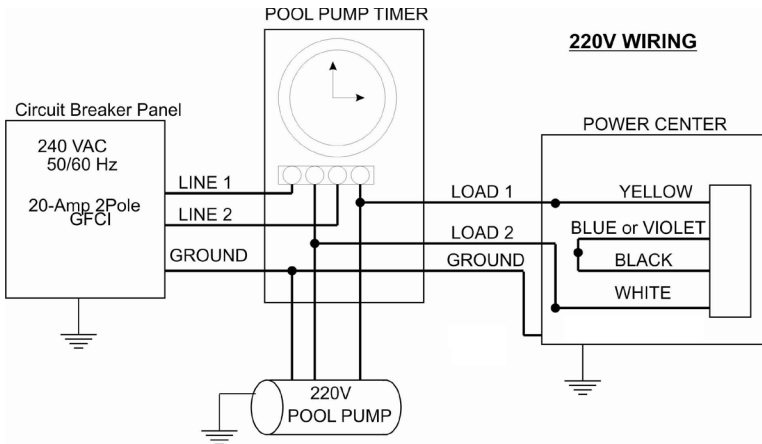 POOL PUMP TIMER
220V WIRING
Circuit Breaker Panel
240 VAC
50/60 Hz
20-Amp 2Pole
GFCI
LINE 1
LINE 2
GROUND
LOAD 1
LOAD 2
GROUND
POWER CENTER
YELLOW
BLUE or VIOLET
BLACK
WHITE
220V
POOL PUMP